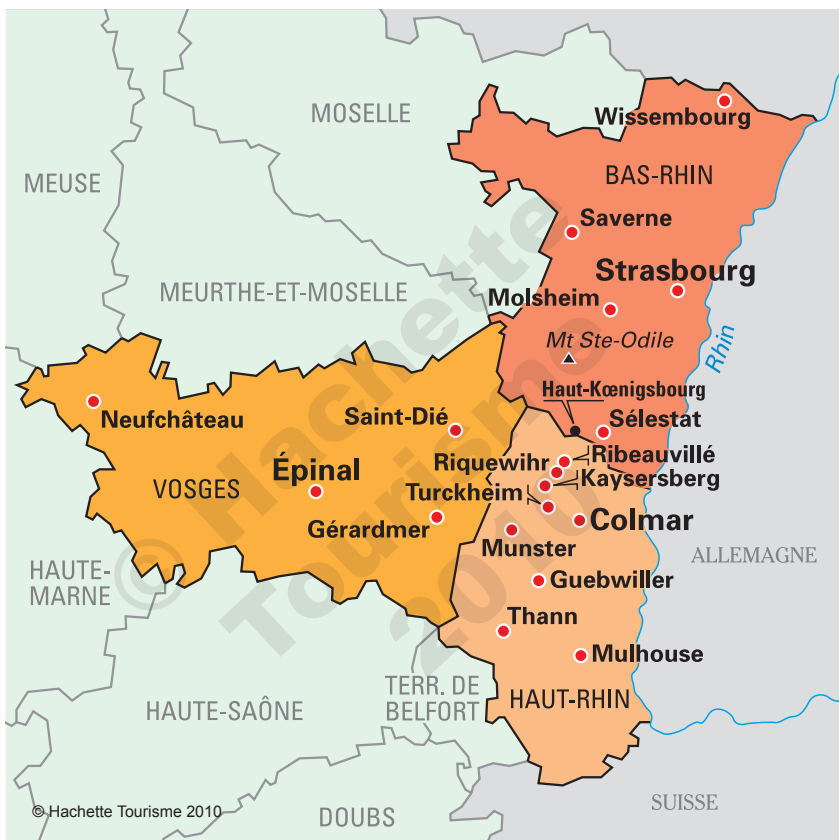 Wissembourg
MOSELLE
BAS-RHIN
MEUSE
Saverne
Strasbourg
MEURTHE-ET-MOSELLE
Molsheim
Mt Ste-Odile
Rhin
Haut-Kœnigsbourg
Neufchâteau
Saint-Dié
Sélestat
Ribeauvillé
Riquewihr
Épinal
Kaysersberg
VOSGES
Turckheim
Colmar
Gérardmer
Munster
ALLEMAGNE
HAUTE-
MARNE
Guebwiller
Thann
Mulhouse
TERR. DE
BELFORT
HAUT-RHIN
HAUTE-SAÔNE
SUISSE
DOUBS
© Hachette Tourisme 2010
© Hachette
Tourisme
2010